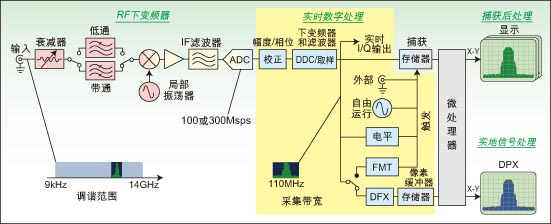 RF下变频器
实时数字处理
捕获后处理
输入
衰减器
低通
带通
IF滤波器
局部
振荡器
ADC
100或300Msps
幅度/相位
校正
下变频器
和滤波器
DDC/取样
实时
I/Q输出
捕获
存储器
X-Y
显示
外部
自由
运行
电平
触发
微处理器
FMT
DFX
像素
缓冲器
存储器
X-Y
实地信号处理
DPX
9kHz
14GHz
调谐范围
110MHz
采集带宽